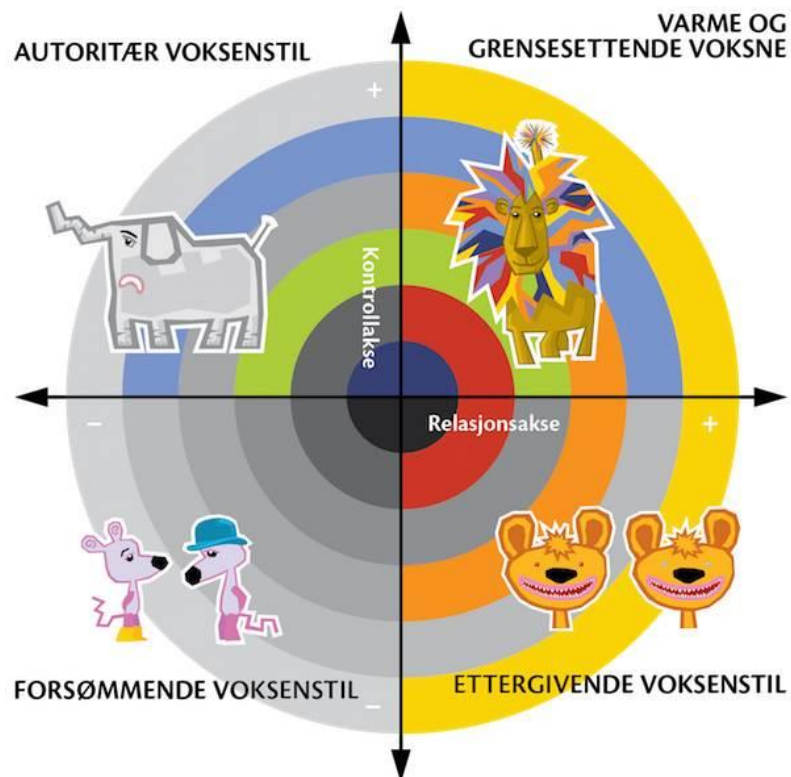 AUTORITÆR VOKSENSTIL
VARME OG
GRENSESETTENDE VOKSNE
+
Kontrollakse
Relasjonsakse
−
+
FORSØMMENDE VOKSENSTIL
−
ETTERGIVENDE VOKSENSTIL